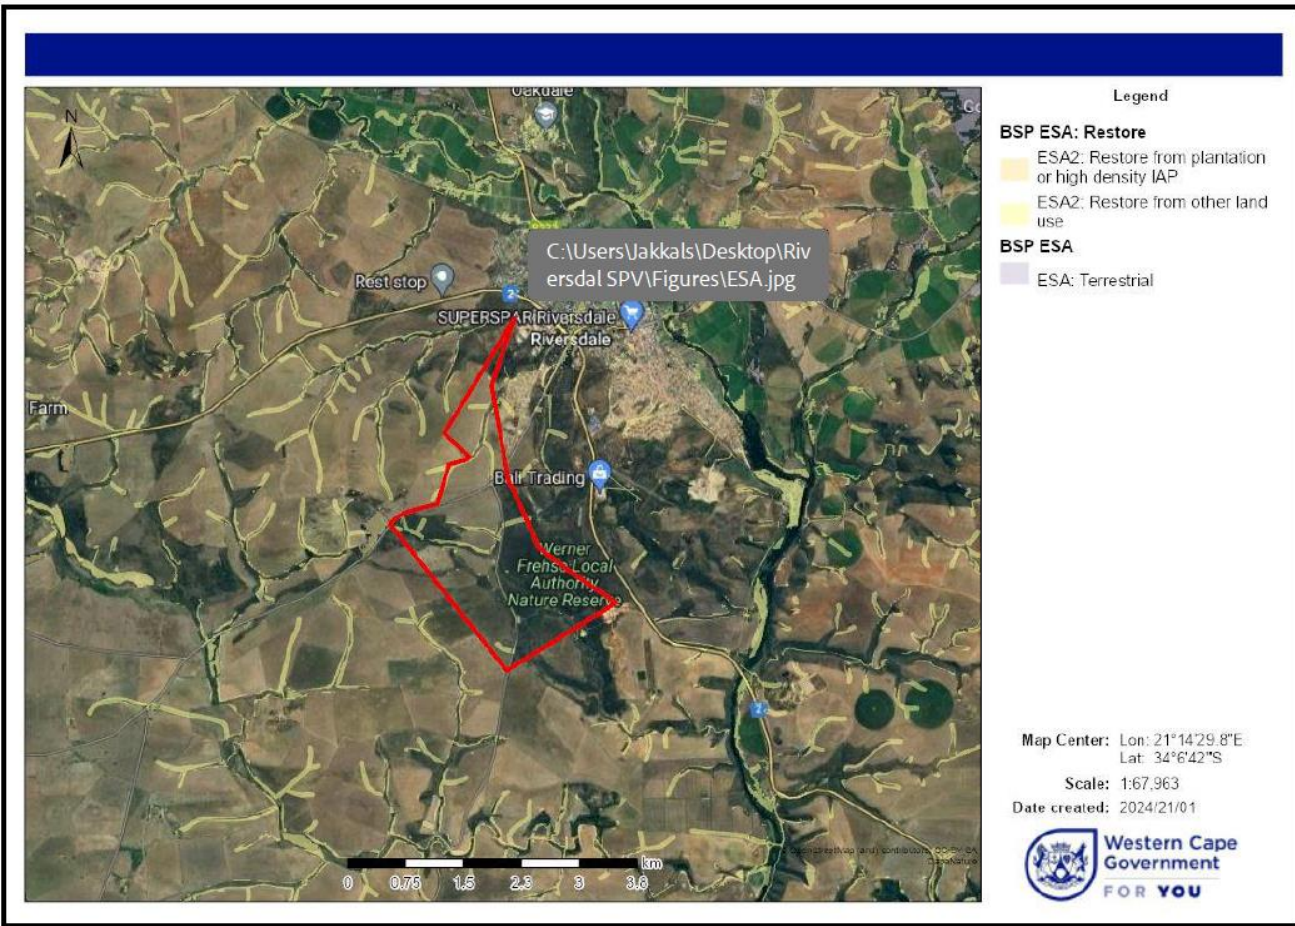 Legend
BSP ESA: Restore
ESA2: Restore from plantation
or high density IAP
ESA2: Restore from other land
use
BSP ESA
ESA: Terrestrial
N
Oakdale
C:\Users\Jakkals\Desktop\Riv
ersdal SPV\Figures\ESA.jpg
Rest stop
2
SUPERSPAR Riversdale
Riversdale
Farm
Bali Trading
Werner
Frehse Local
Authority
Nature Reserve
2
km
0 0.75 1.5 2.3 3 3.8
Map Center: Lon: 21°14'29.8"E
Lat: 34°6'42"S
Scale: 1:67,963
Date created: 2024/21/01
Western Cape
Government
FOR YOU